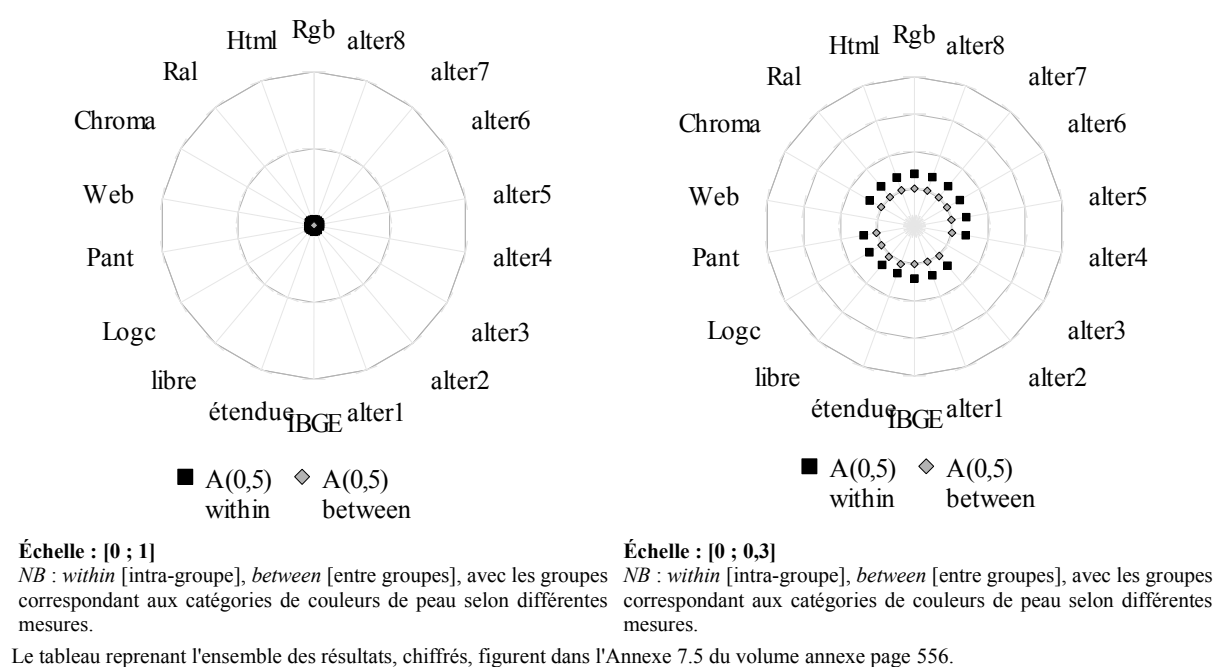 Rgb
Html
alter8
Ral
alter7
Chroma
alter6
Web
alter5
Pant
alter4
Logc
alter3
libre
alter2
étendue
IBGE
alter1
A(0,5) within
A(0,5) between
Échelle : [0 ; 1]
NB : within [intra-groupe], between [entre groupes], avec les groupes
correspondant aux catégories de couleurs de peau selon différentes
mesures.
Rgb
Html
alter8
Ral
alter7
Chroma
alter6
Web
alter5
Pant
alter4
Logc
alter3
libre
alter2
étendue
IBGE
alter1
A(0,5) within
A(0,5) between
Échelle : [0 ; 0,3]
NB : within [intra-groupe], between [entre groupes], avec les groupes
correspondant aux catégories de couleurs de peau selon différentes
mesures.
Le tableau reprenant l'ensemble des résultats, chiffrés, figurent dans l'Annexe 7.5 du volume annexe page 556.